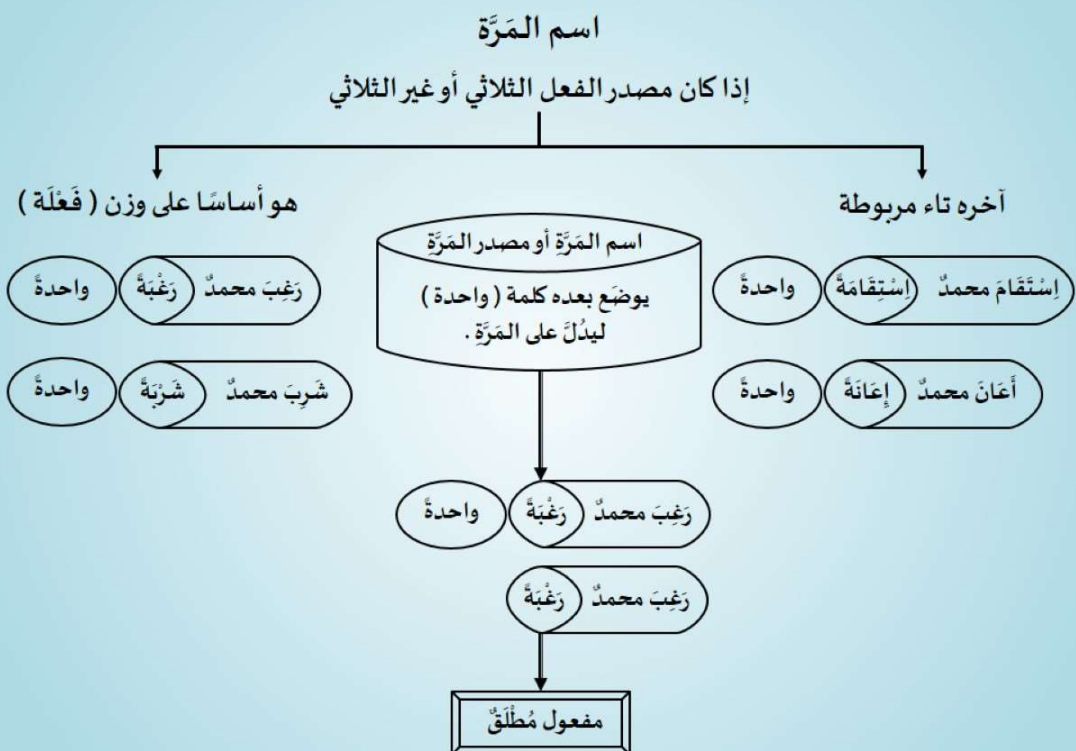 اسم المَرَّة
إذا كان مصدر الفعل الثلاثي أو غير الثلاثي
آخره تاء مربوطة
هو أساسًا على وزن ( فَعْلَة )
اِسْتَقَامَ محمدٌ اِسْتِقَامَةً واحدةً
أَعَانَ محمدٌ إِعَانَةً واحدةً
اسم المَرَّةِ أو مصدر المَرَّةِ
يوضَع بعده كلمة ( واحدة )
ليدُلَّ على المَرَّةِ .
رَغِبَ محمدٌ رَغْبَةً واحدةً
شَرِبَ محمدٌ شَرْبَةً واحدةً
رَغِبَ محمدٌ رَغْبَةً واحدةً
رَغِبَ محمدٌ رَغْبَةً
مفعول مُطْلَقٌ